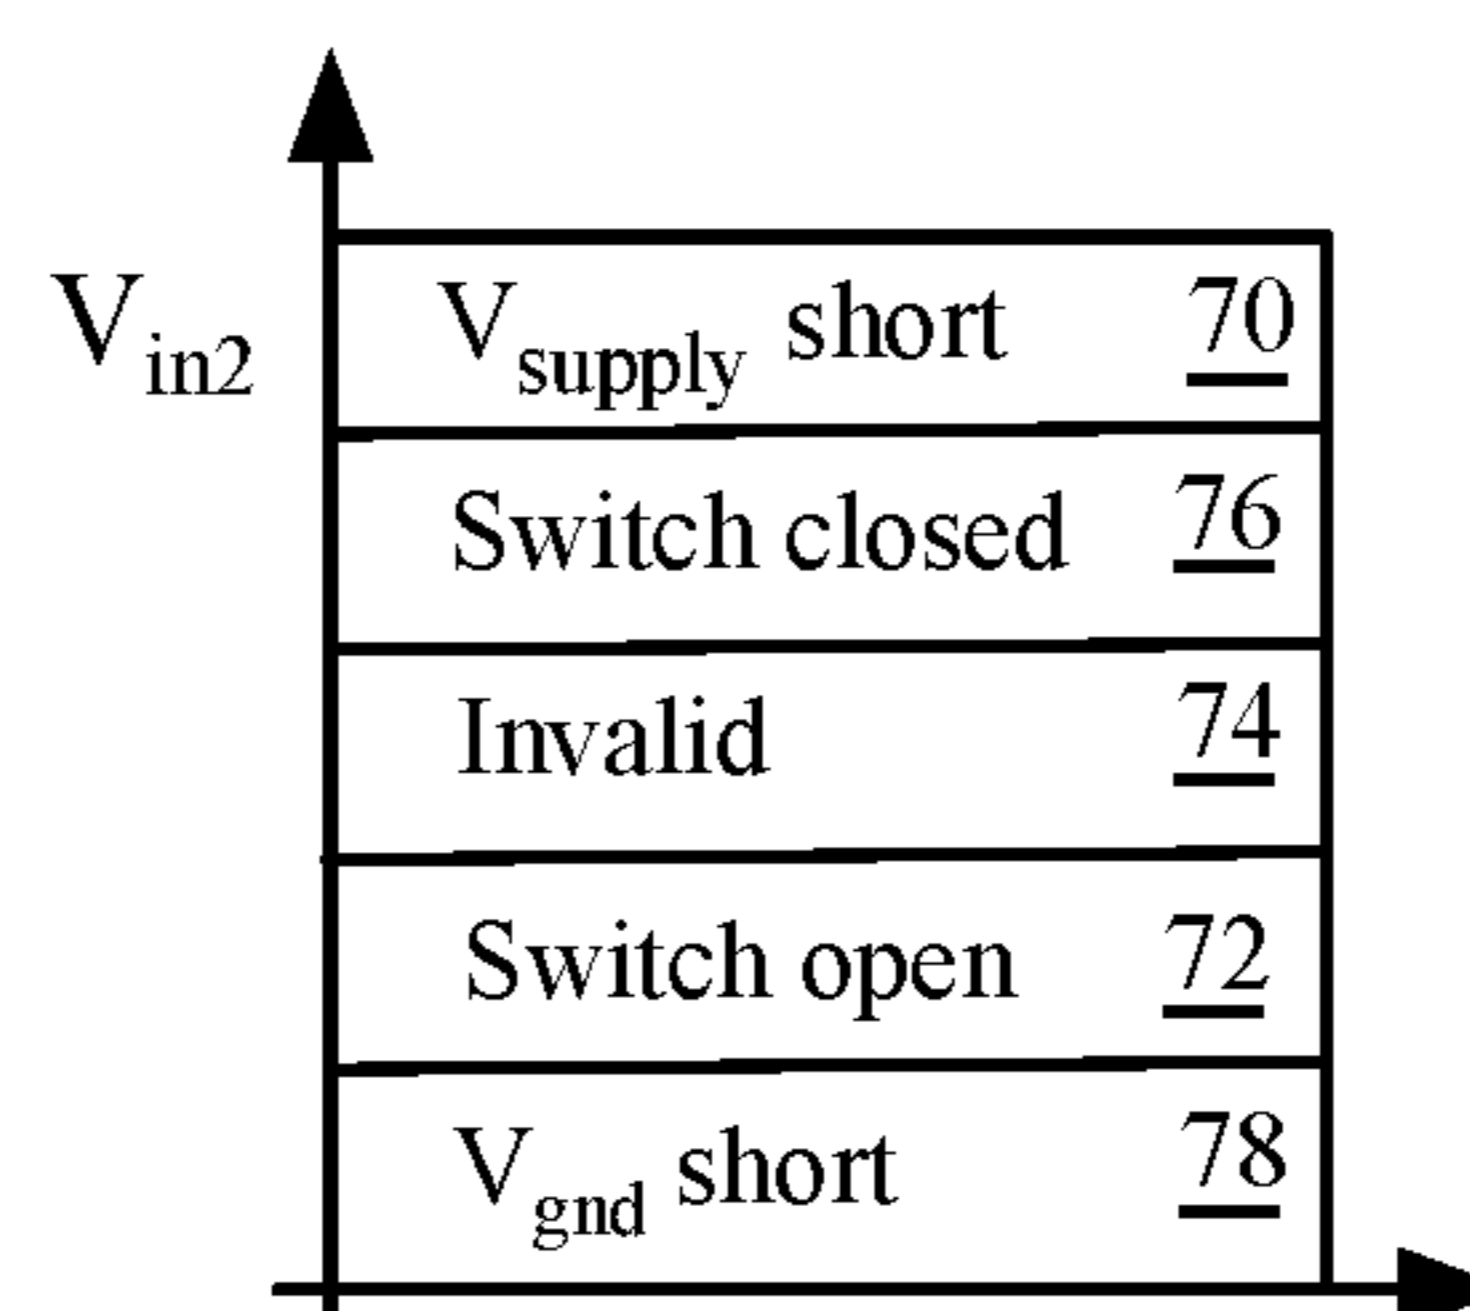 Vin2
Vsupply short 70
Switch closed 76
Invalid 74
Switch open 72
Vgnd short 78